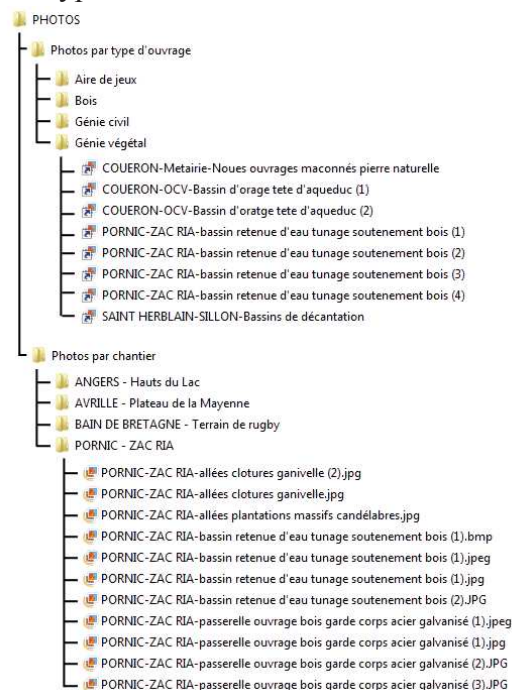 PHOTOS
Photos par type d'ouvrage
Aire de jeux
Bois
Génie civil
Génie végétal
COUERON-Metairie-Noues ouvrages maconnés pierre naturelle
COUERON-OCV-Bassin d'orage tete d'aqueduc (1)
COUERON-OCV-Bassin d'oratge tete d'aqueduc (2)
PORNIC-ZAC RIA-bassin retenue d'eau tunage soutenement bois (1)
PORNIC-ZAC RIA-bassin retenue d'eau tunage soutenement bois (2)
PORNIC-ZAC RIA-bassin retenue d'eau tunage soutenement bois (3)
PORNIC-ZAC RIA-bassin retenue d'eau tunage soutenement bois (4)
SAINT HERBLAIN-SILLON-Bassins de décantation
Photos par chantier
ANGERS - Hauts du Lac
AVRILLE - Plateau de la Mayenne
BAIN DE BRETAGNE - Terrain de rugby
PORNIC - ZAC RIA
PORNIC-ZAC RIA-allées clotures ganivelle (2).jpg
PORNIC-ZAC RIA-allées clotures ganivelle.jpg
PORNIC-ZAC RIA-allées plantations massifs candélabres.jpg
PORNIC-ZAC RIA-bassin retenue d'eau tunage soutenement bois (1).bmp
PORNIC-ZAC RIA-bassin retenue d'eau tunage soutenement bois (1).jpeg
PORNIC-ZAC RIA-bassin retenue d'eau tunage soutenement bois (1).jpg
PORNIC-ZAC RIA-bassin retenue d'eau tunage soutenement bois (2).JPG
PORNIC-ZAC RIA-passerelle ouvrage bois garde corps acier galvanisé (1).jpeg
PORNIC-ZAC RIA-passerelle ouvrage bois garde corps acier galvanisé (1).jpg
PORNIC-ZAC RIA-passerelle ouvrage bois garde corps acier galvanisé (2).JPG
PORNIC-ZAC RIA-passerelle ouvrage bois garde corps acier galvanisé (3).JPG